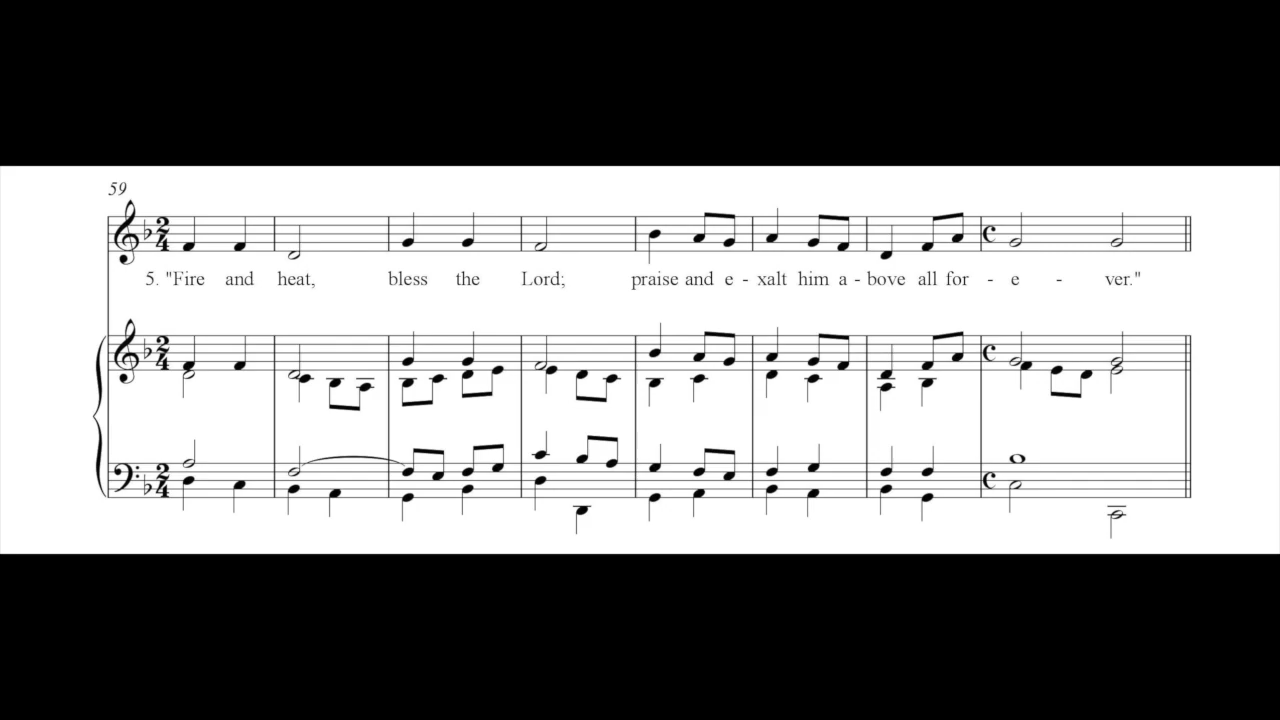 59
5. "Fire and heat, bless the Lord; praise and e - xalt him a - bove all for - e - ver."